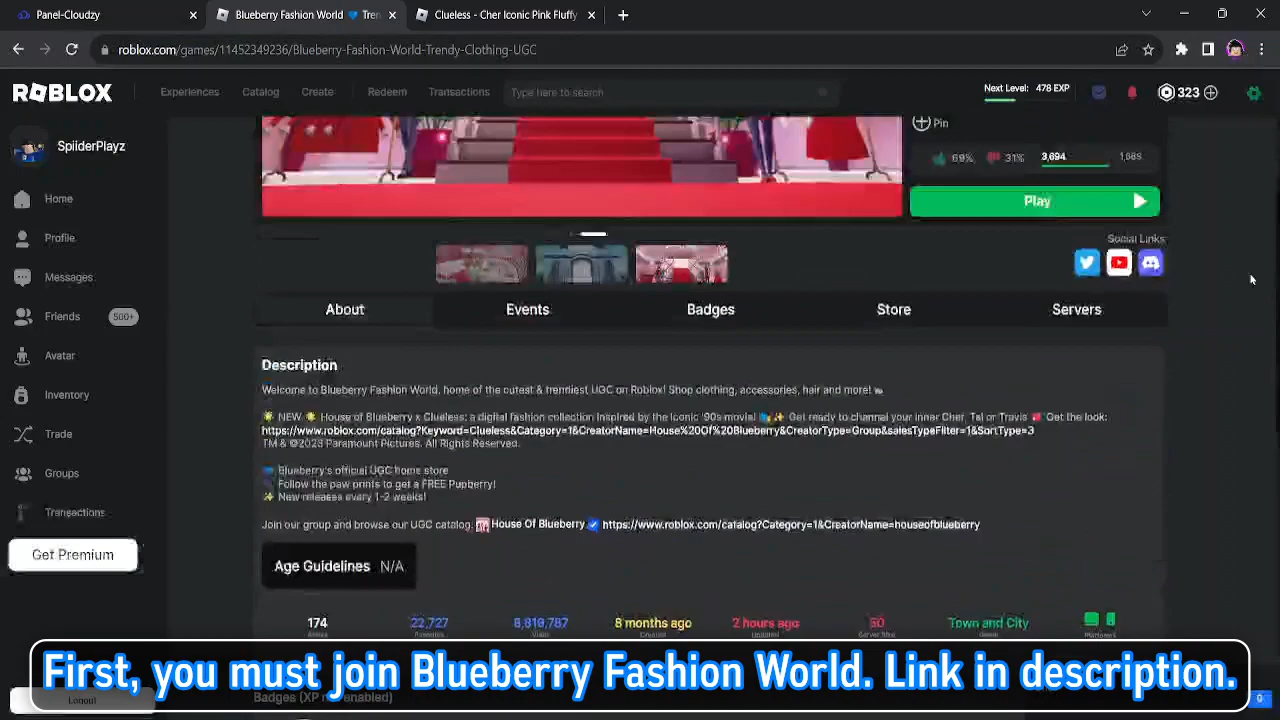 Panel-Cloudzy
Blueberry Fashion World 💙 Tren
Clueless - Cher Iconic Pink Fluffy
roblox.com/games/11452349236/Blueberry-Fashion-World-Trendy-Clothing-UGC
ROBLOX
Experiences
Catalog
Create
Redeem
Transactions
Type here to search
Next Level: 478 EXP
323
SpiiderPlayz
Home
Profile
Messages
Friends 500+
Avatar
Inventory
Trade
Groups
Transactions
Get Premium
Logout
Pin
69% 31% 3,694
Play
Social Links
About
Events
Badges
Store
Servers
Description
Welcome to Blueberry Fashion World, home of the cutest & trendiest UGC on Roblox! Shop clothing, accessories, hair and more!
NEW House of Blueberry x Clueless: a digital fashion collection inspired by the iconic '90s movie! Get ready to channel your inner Cher, Tai or Travis Get the look:
https://www.roblox.com/catalog?Keyword=Clueless&Category=1&CreatorName=House%20Of%20Blueberry&CreatorType=Group&salesTypeFilter=1&SortType=3
TM & ©2023 Paramount Pictures. All Rights Reserved.
Blueberry's official UGC home store
Follow the paw prints to get a FREE Pupberry!
New releases every 1-2 weeks!
Join our group and browse our UGC catalog: House Of Blueberry https://www.roblox.com/catalog?Category=1&CreatorName=houseofblueberry
Age Guidelines N/A
174
22,727
8 months ago
2 hours ago
50
Town and City
First, you must join Blueberry Fashion World. Link in description.